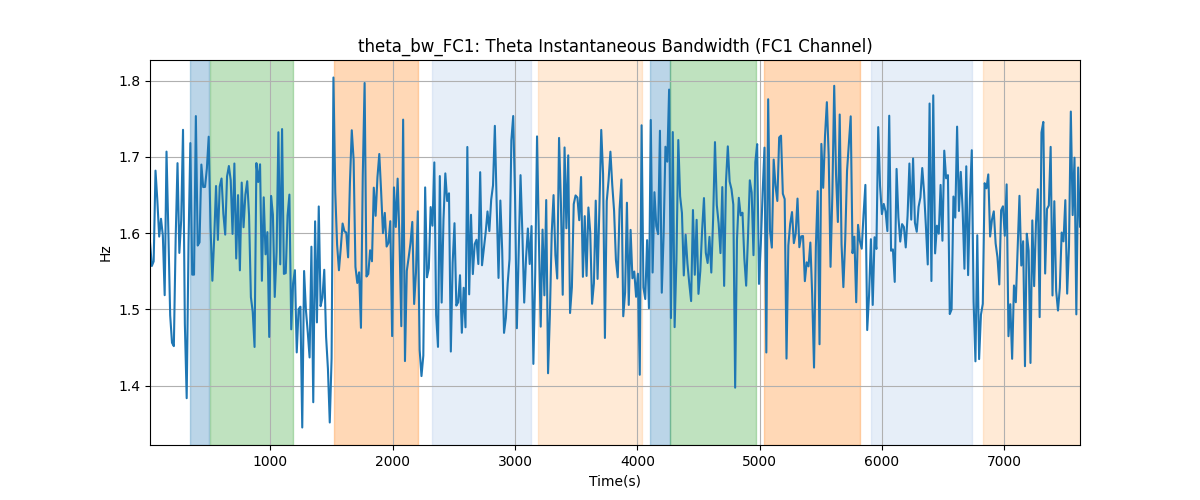 theta_bw_FC1: Theta Instantaneous Bandwidth (FC1 Channel)
1.8
1.7
1.6
1.5
1.4
Hz
1000 2000 3000 4000 5000 6000 7000
Time(s)